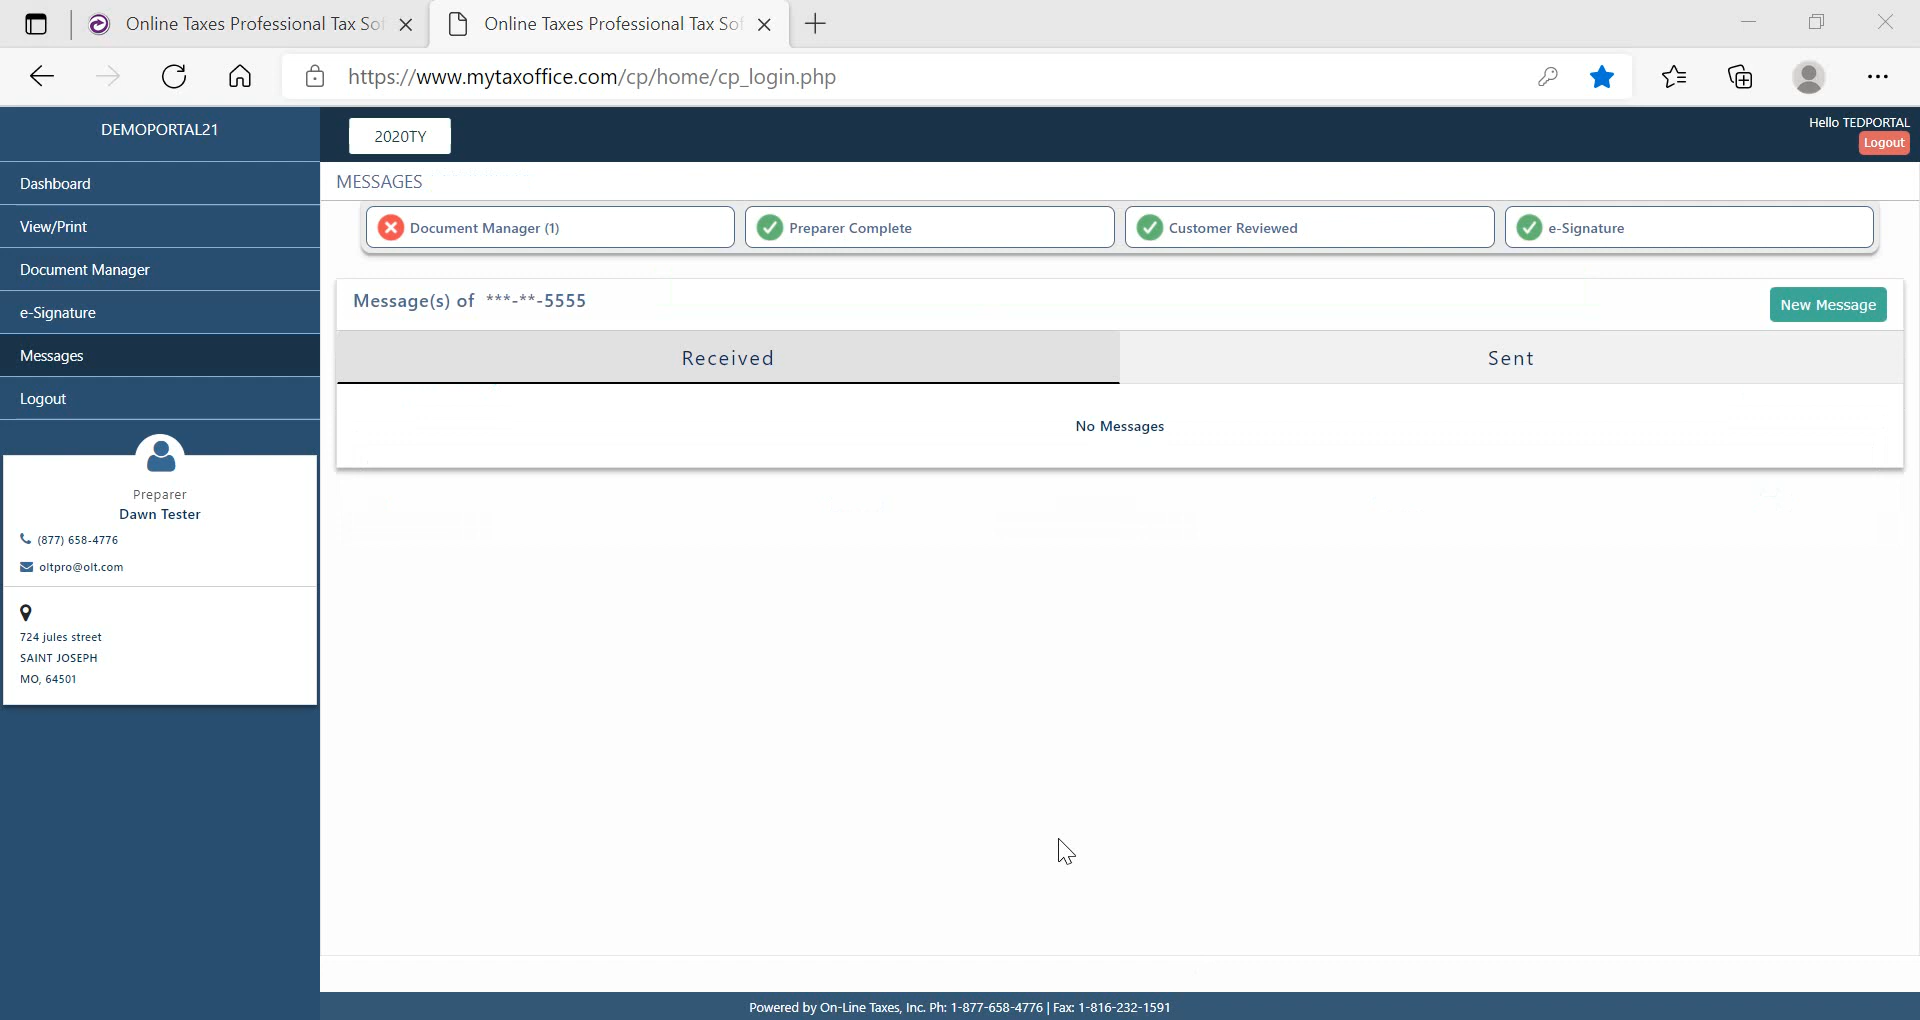 Online Taxes Professional Tax Sof
Online Taxes Professional Tax Sof
https://www.mytaxoffice.com/cp/home/cp_login.php
DEMOPORTAL21
2020TY
Hello TEDPORTAL
Logout
Dashboard
View/Print
Document Manager
e-Signature
Messages
Logout
Preparer
Dawn Tester
(877) 658-4776
oltpro@olt.com
724 jules street
SAINT JOSEPH
MO, 64501
MESSAGES
Document Manager (1)
Preparer Complete
Customer Reviewed
e-Signature
Message(s) of ***-**-5555
New Message
Received
Sent
No Messages
Powered by On-Line Taxes, Inc. Ph: 1-877-658-4776 | Fax: 1-816-232-1591